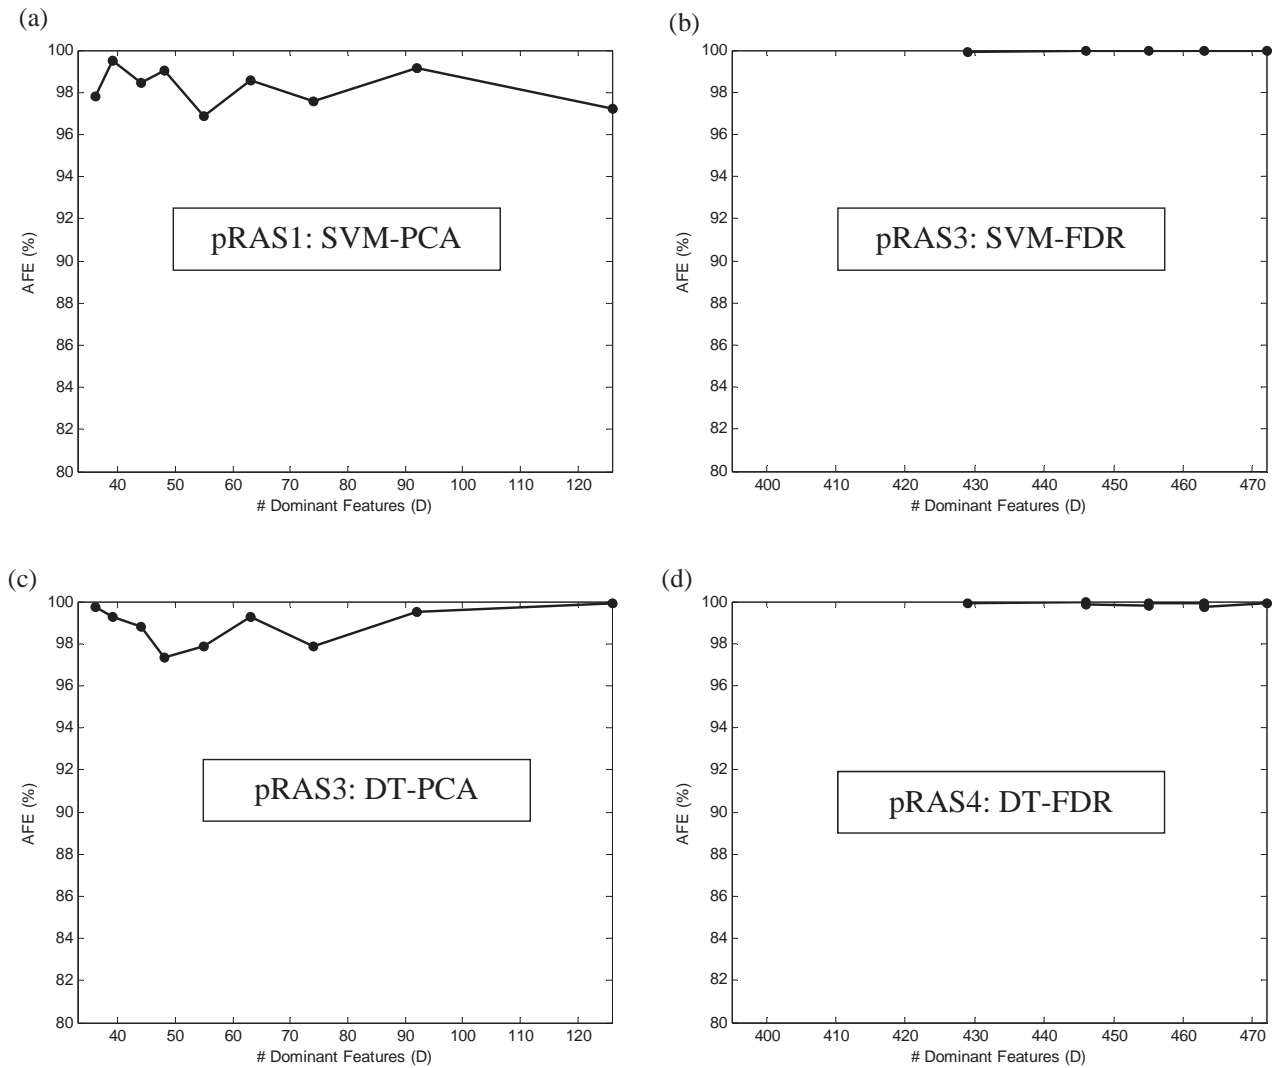 (a)
100
98
96
94
92
90
88
86
84
82
80
AFE (%)
pRAS1: SVM-PCA
40 50 60 70 80 90 100 110 120
# Dominant Features (D)
(b)
100
98
96
94
92
90
88
86
84
82
80
AFE (%)
pRAS3: SVM-FDR
400 410 420 430 440 450 460 470
# Dominant Features (D)
(c)
100
98
96
94
92
90
88
86
84
82
80
AFE (%)
pRAS3: DT-PCA
40 50 60 70 80 90 100 110 120
# Dominant Features (D)
(d)
100
98
96
94
92
90
88
86
84
82
80
AFE (%)
pRAS4: DT-FDR
400 410 420 430 440 450 460 470
# Dominant Features (D)